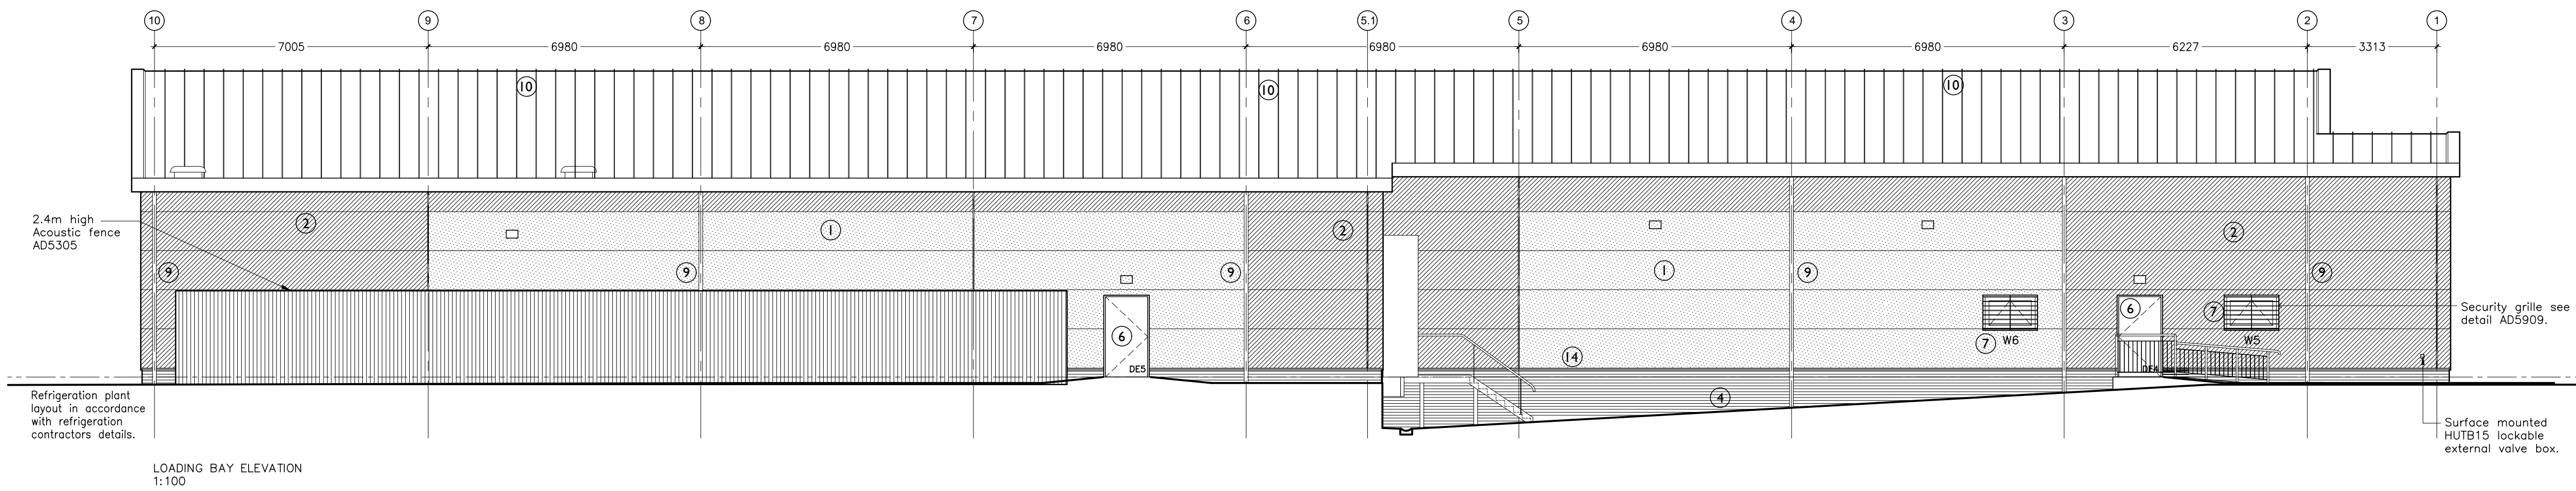 10 9 8 7 6 5.1 5 4 3 2 1
7005 6980 6980 6980 6980 6980 6980 6227 3313
10 10 10
2.4m high
Acoustic fence
AD5305
2 1 2 2
9 9 9 1 9 9
6 6 7
Security grille see
detail AD5909.
W6 W5
7
14
DE5 DE4
4
Refrigeration plant
layout in accordance
with refrigeration
contractors details.
Surface mounted
HUTB15 lockable
external valve box.
LOADING BAY ELEVATION
1:100